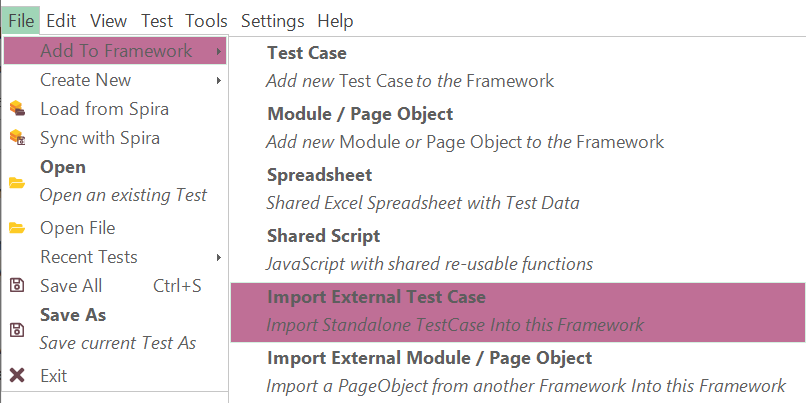 File Edit View Test Tools Settings Help
Add To Framework
Create New
Load from Spira
Sync with Spira
Open
Open an existing Test
Open File
Recent Tests
Save All Ctrl+S
Save As
Save current Test As
Exit
Test Case
Add new Test Case to the Framework
Module / Page Object
Add new Module or Page Object to the Framework
Spreadsheet
Shared Excel Spreadsheet with Test Data
Shared Script
JavaScript with shared re-usable functions
Import External Test Case
Import Standalone TestCase Into this Framework
Import External Module / Page Object
Import a PageObject from another Framework Into this Framework